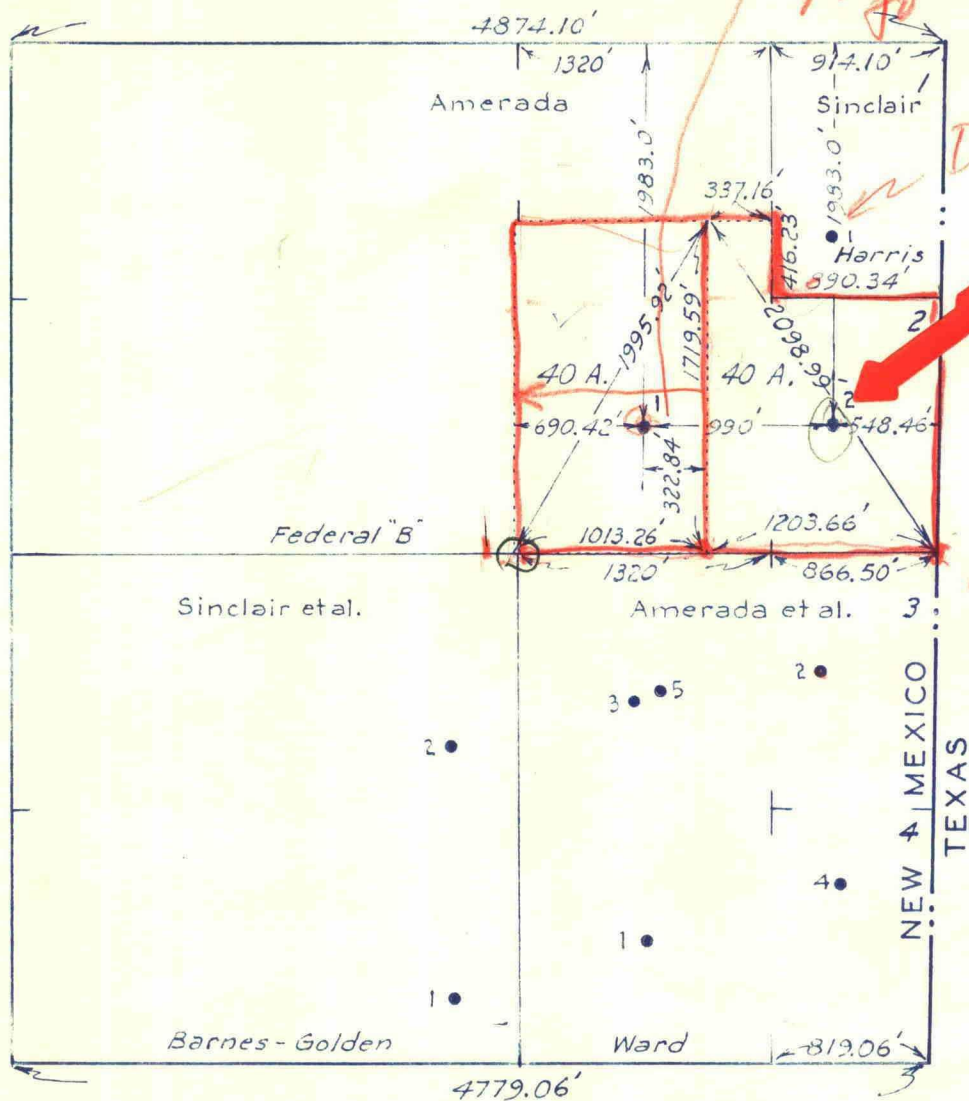 4874.10'
1320' 914.10'
Amerada Sinclair
1
1983.0' 1983.0'
337.16'
416.23'
1
Harris
890.34'
2
1995.92' 2098.99'
1719.59'
40 A. 40 A.
1 2
690.42' 990' 548.46'
322.84'
Federal "B" 1013.26' 1203.66'
1320' 866.50'
Sinclair et al. Amerada et al. 3
2
3 5
2
NEW MEXICO
TEXAS
4
4
1
1
Barnes-Golden Ward 819.06'
4779.06'